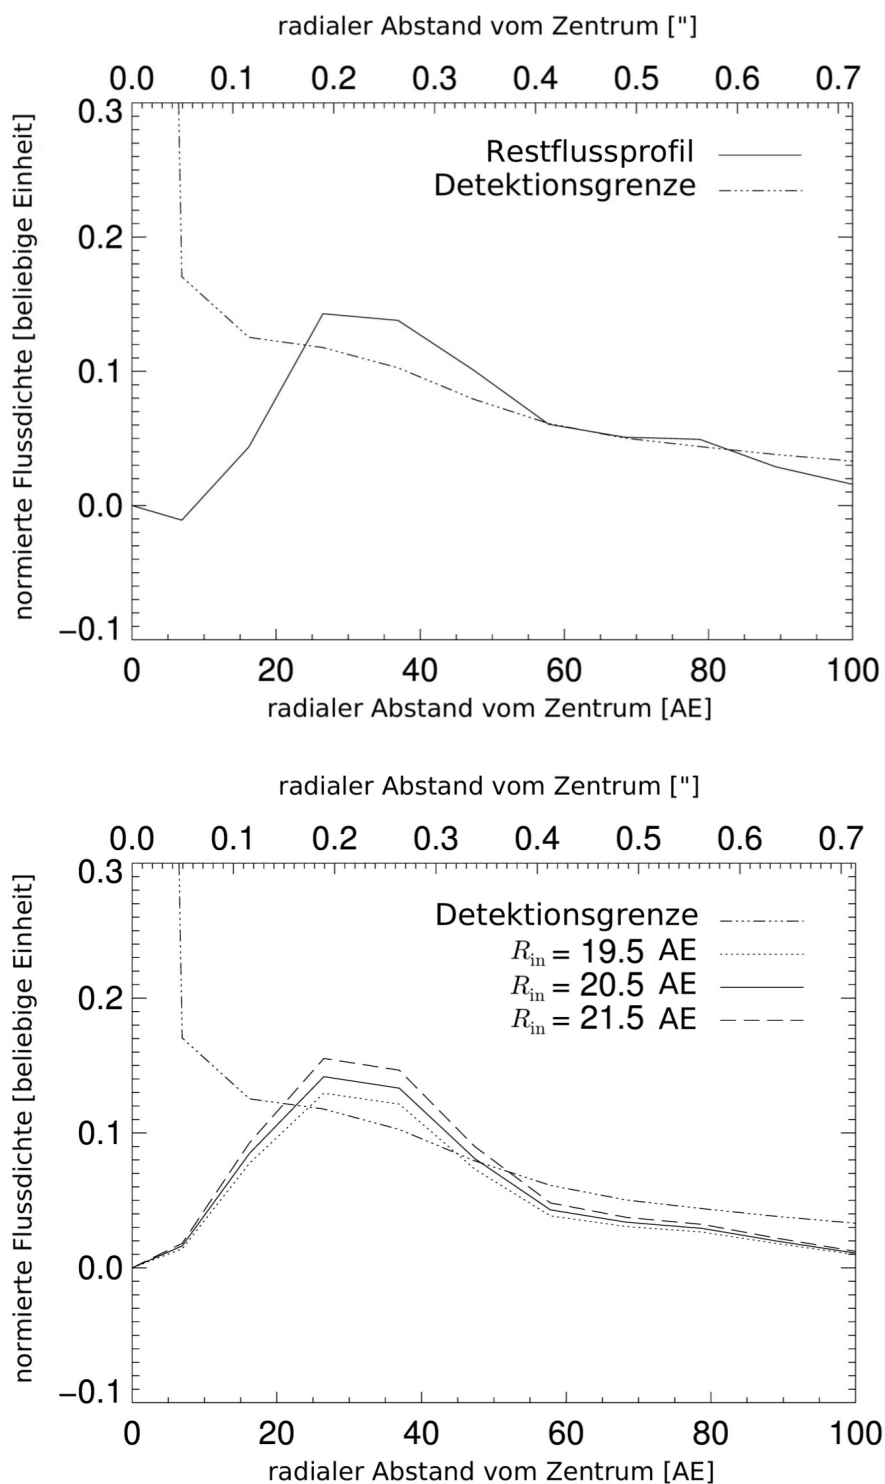 radialer Abstand vom Zentrum ["]
0.0 0.1 0.2 0.3 0.4 0.5 0.6 0.7
0.3
Restflussprofil
Detektionsgrenze
0.2
0.1
0.0
−0.1
normierte Flussdichte [beliebige Einheit]
0 20 40 60 80 100
radialer Abstand vom Zentrum [AE]
radialer Abstand vom Zentrum ["]
0.0 0.1 0.2 0.3 0.4 0.5 0.6 0.7
0.3
Detektionsgrenze
R_in = 19.5 AE
R_in = 20.5 AE
R_in = 21.5 AE
0.2
0.1
0.0
−0.1
normierte Flussdichte [beliebige Einheit]
0 20 40 60 80 100
radialer Abstand vom Zentrum [AE]